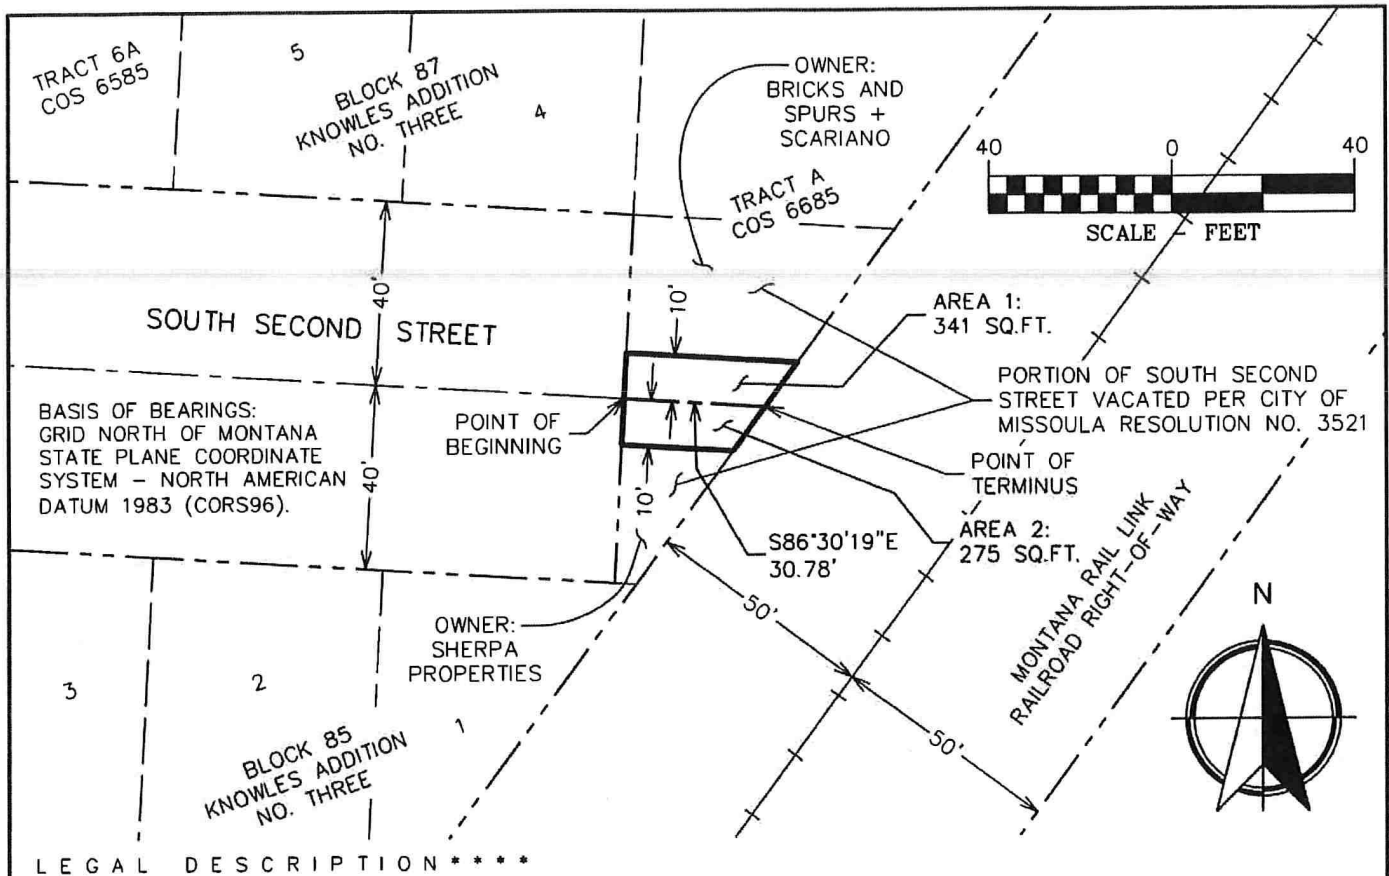 TRACT 6A
COS 6585
5
BLOCK 87
KNOWLES ADDITION
NO. THREE
4
OWNER:
BRICKS AND
SPURS +
SCARIANO
TRACT A
COS 6685
40
0
40
SCALE - FEET
40'
SOUTH SECOND STREET
10'
AREA 1:
341 SQ.FT.
PORTION OF SOUTH SECOND
STREET VACATED PER CITY OF
MISSOULA RESOLUTION NO. 3521
BASIS OF BEARINGS:
GRID NORTH OF MONTANA
STATE PLANE COORDINATE
SYSTEM – NORTH AMERICAN
DATUM 1983 (CORS96).
40'
POINT OF
BEGINNING
POINT OF
TERMINUS
10'
S86°30'19"E
30.78'
AREA 2:
275 SQ.FT.
MONTANA RAIL LINK
RAILROAD RIGHT-OF-WAY
50'
50'
N
OWNER:
SHERPA
PROPERTIES
3
2
1
BLOCK 85
KNOWLES ADDITION
NO. THREE
LEGAL DESCRIPTION****